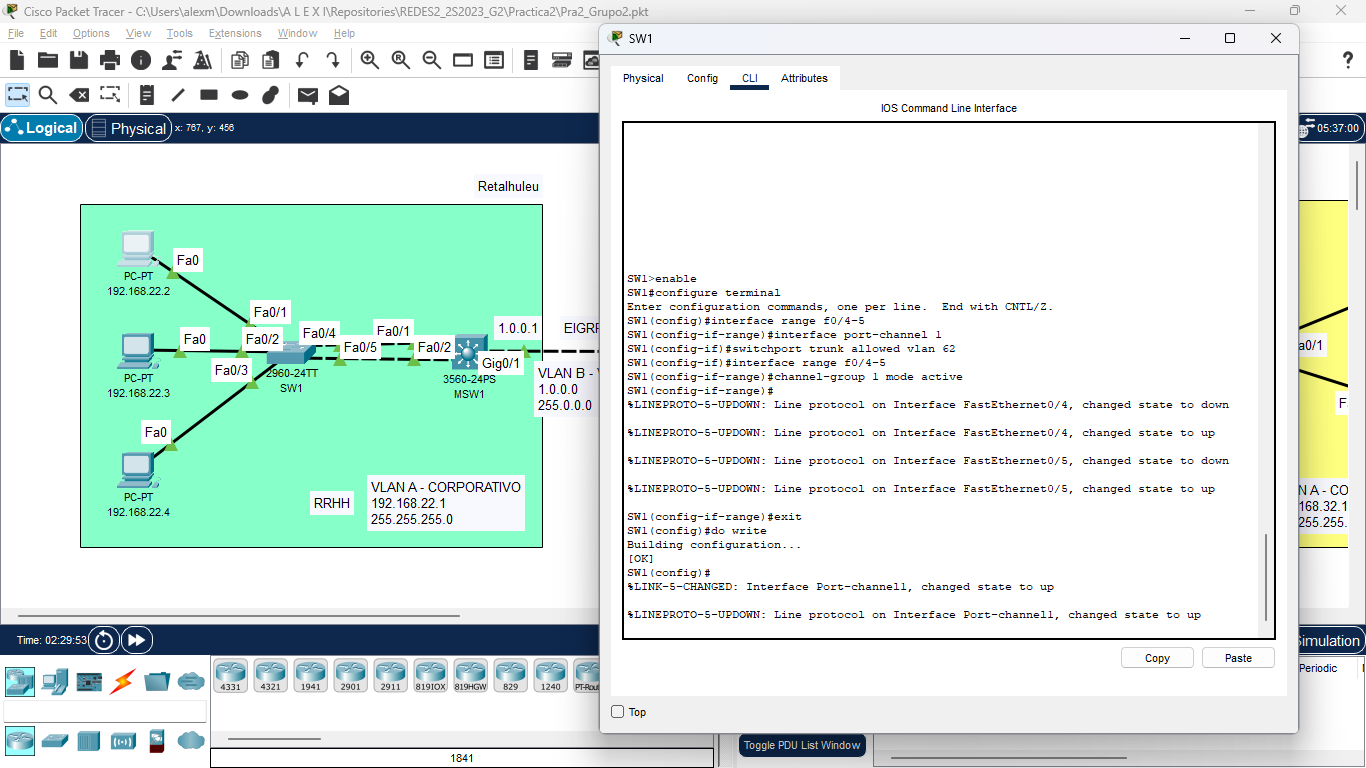 Cisco Packet Tracer - C:\Users\alexm\Downloads\A L E X I\Repositories\REDES2_2S2023_G2\Practica2\Pra2_Grupo2.pkt
File Edit Options View Tools Extensions Window Help
Logical
Physical
x: 767, y: 456
05:37:00
Retalhuleu
Fa0
PC-PT
192.168.22.2
Fa0/1
Fa0
Fa0/2
Fa0/4
Fa0/5
Fa0/1
Fa0/2
1.0.0.1
Gig0/1
PC-PT
192.168.22.3
Fa0/3
2960-24TT
SW1
3560-24PS
MSW1
VLAN B -
1.0.0.0
255.0.0.0
Fa0
PC-PT
192.168.22.4
RRHH
VLAN A - CORPORATIVO
192.168.22.1
255.255.255.0
SW1
Physical Config CLI Attributes
IOS Command Line Interface
SW1>enable
SW1#configure terminal
Enter configuration commands, one per line. End with CNTL/Z.
SW1(config)#interface range f0/4-5
SW1(config-if-range)#interface port-channel 1
SW1(config-if)#switchport trunk allowed vlan 62
SW1(config-if)#interface range f0/4-5
SW1(config-if-range)#channel-group 1 mode active
SW1(config-if-range)#
%LINEPROTO-5-UPDOWN: Line protocol on Interface FastEthernet0/4, changed state to down
%LINEPROTO-5-UPDOWN: Line protocol on Interface FastEthernet0/4, changed state to up
%LINEPROTO-5-UPDOWN: Line protocol on Interface FastEthernet0/5, changed state to down
%LINEPROTO-5-UPDOWN: Line protocol on Interface FastEthernet0/5, changed state to up
SW1(config-if-range)#exit
SW1(config)#do write
Building configuration...
[OK]
SW1(config)#
%LINK-5-CHANGED: Interface Port-channel1, changed state to up
%LINEPROTO-5-UPDOWN: Line protocol on Interface Port-channel1, changed state to up
Copy
Paste
Top
a0/1
N A - CO
168.32.1
255.255.
Time: 02:29:53
Simulation
Periodic
4331 4321 1941 2901 2911 819IOX 819HGW 829 1240 PT-Rout
1841
Toggle PDU List Window